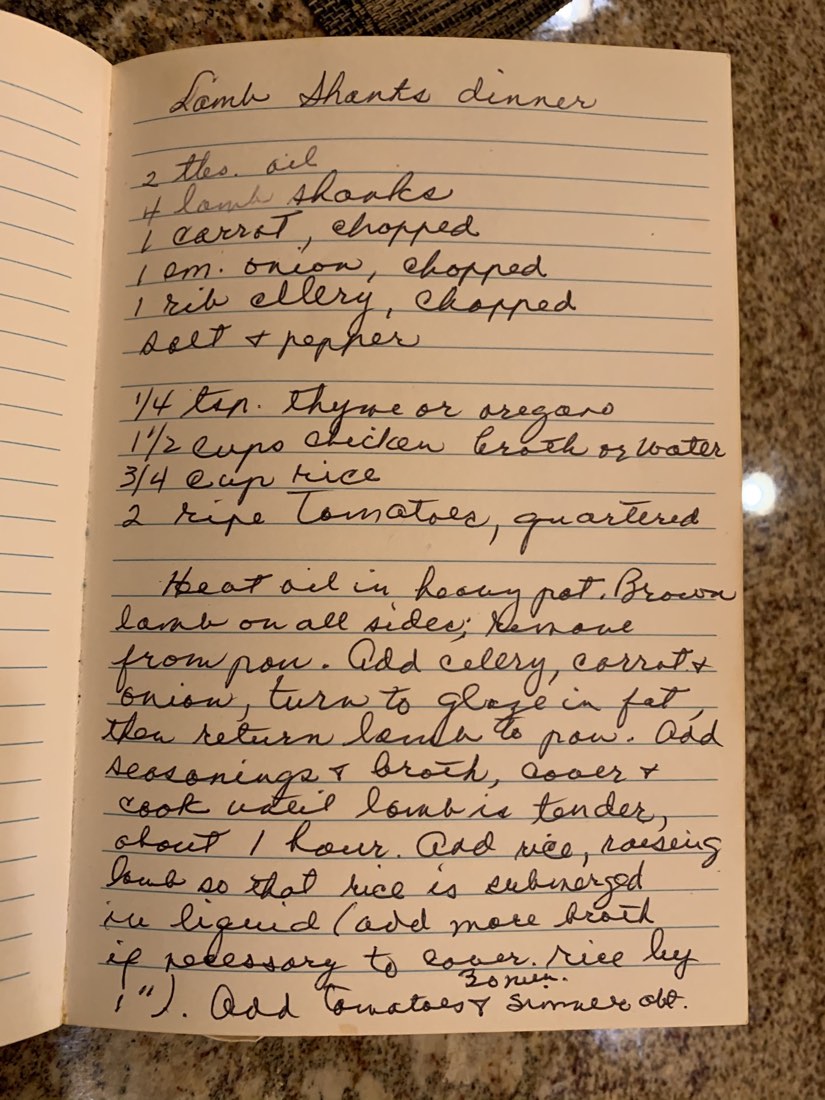 Lamb Shanks dinner
2 tbs. oil
4 lamb shanks
1 carrot, chopped
1 sm. onion, chopped
1 rib celery, chopped
salt & pepper
1/4 tsp. thyme or oregano
1 1/2 cups chicken broth or water
3/4 cup rice
2 ripe tomatoes, quartered
Heat oil in heavy pot. Brown
lamb on all sides; remove
from pan. Add celery, carrot &
onion, turn to glaze in fat,
then return lamb to pan. Add
seasonings & broth, cover &
cook until lamb is tender,
about 1 hour. Add rice, raising
lamb so that rice is submerged
in liquid (add more broth
if necessary to cover rice by
1"). Add tomatoes & simmer abt.
30 min.